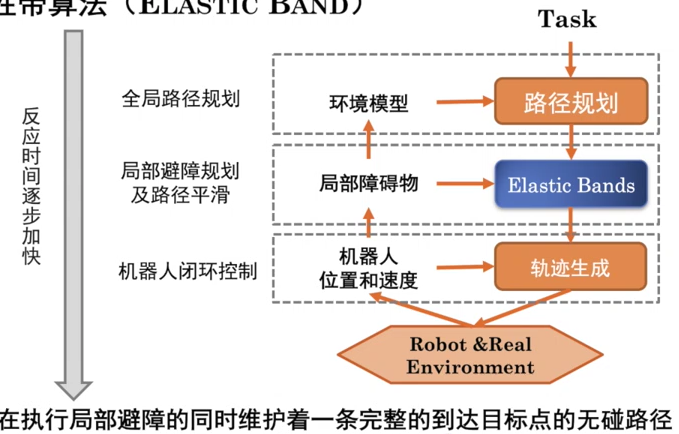 性带算法（ELASTIC BAND）
Task
全局路径规划
环境模型
路径规划
反应时间逐步加快
局部避障规划
及路径平滑
局部障碍物
Elastic Bands
机器人闭环控制
机器人
位置和速度
轨迹生成
Robot &Real
Environment
在执行局部避障的同时维护着一条完整的到达目标点的无碰路径